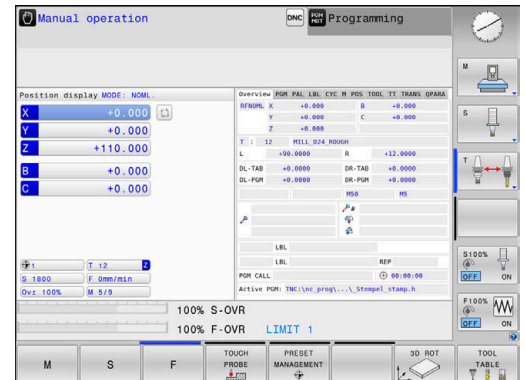 Manual operation
DNC
PGM MGT
Programming
Position display MODE: NOML.
X +0.000
Y +0.000
Z +110.000
B +0.000
C +0.000
1
T 12
Z
S 1800
F 0mm/min
Ovr 100%
M 5/9
Overview PGM PAL LBL CYC M POS TOOL TT TRANS QPARA
RFNOML X +0.000 B +0.000
Y +0.000 C +0.000
Z +0.000
T : 12 MILL_D24_ROUGH
L +90.0000 R +12.0000
DL-TAB +0.0000 DR-TAB +0.0000
DL-PGM +0.0000 DR-PGM +0.0000
M50 M5
LBL
LBL REP
PGM CALL 00:00:00
Active PGM: TNC:\nc_prog\...\_Stempel_stamp.h
100% S-OVR
100% F-OVR LIMIT 1
M
S
T
S100%
OFF ON
F100%
OFF ON
M
S
F
TOUCH PROBE
PRESET MANAGEMENT
3D ROT
TOOL TABLE